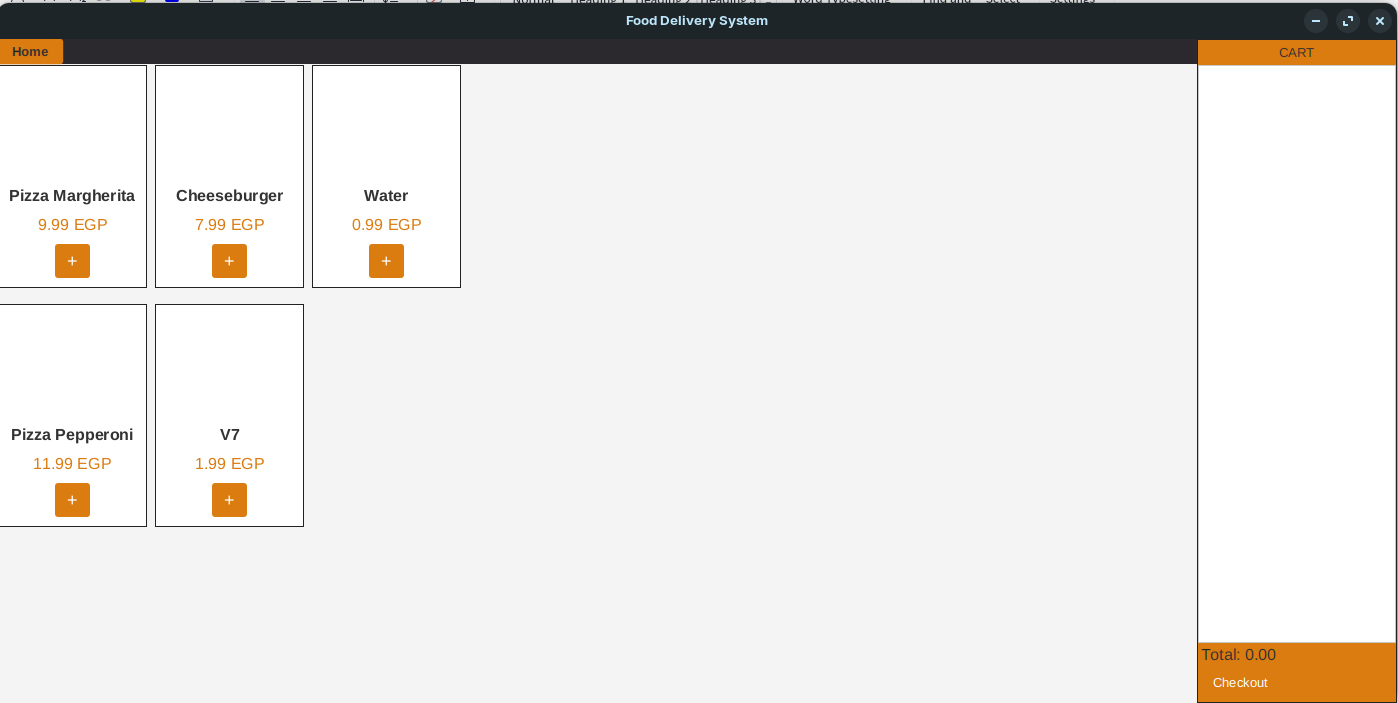 Food Delivery System
Home
CART
Pizza Margherita
9.99 EGP
+
Cheeseburger
7.99 EGP
+
Water
0.99 EGP
+
Pizza Pepperoni
11.99 EGP
+
V7
1.99 EGP
+
Total: 0.00
Checkout